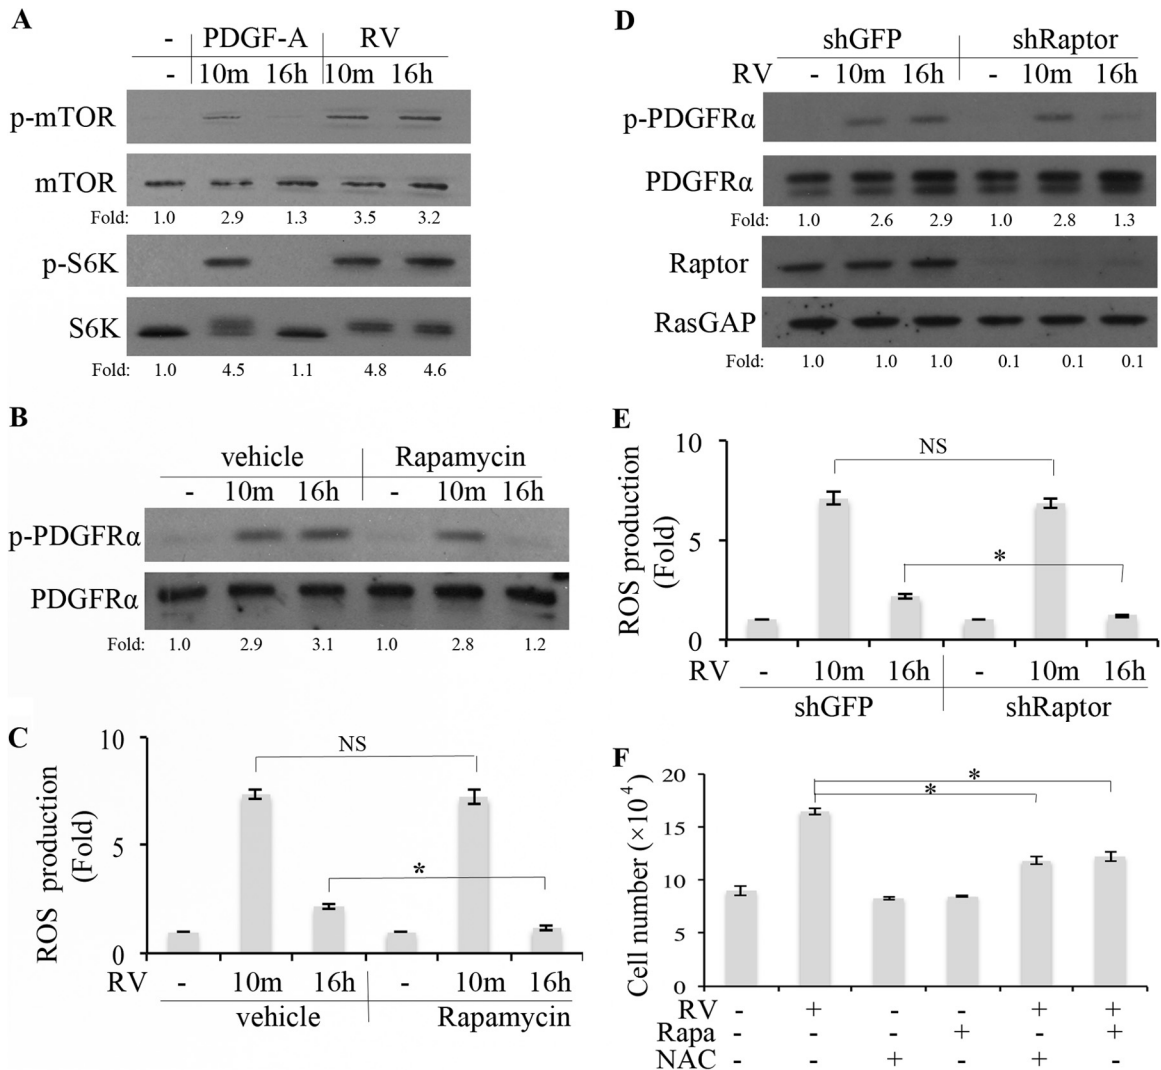 A
- PDGF-A RV
- 10m 16h 10m 16h
p-mTOR
mTOR
Fold: 1.0 2.9 1.3 3.5 3.2
p-S6K
S6K
Fold: 1.0 4.5 1.1 4.8 4.6
B
vehicle Rapamycin
- 10m 16h - 10m 16h
p-PDGFRα
PDGFRα
Fold: 1.0 2.9 3.1 1.0 2.8 1.2
C
ROS production
(Fold)
10
5
0
NS
*
RV - 10m 16h - 10m 16h
vehicle Rapamycin
D
shGFP shRaptor
RV - 10m 16h - 10m 16h
p-PDGFRα
PDGFRα
Fold: 1.0 2.6 2.9 1.0 2.8 1.3
Raptor
RasGAP
Fold: 1.0 1.0 1.0 0.1 0.1 0.1
E
ROS production
(Fold)
10
5
0
NS
*
RV - 10m 16h - 10m 16h
shGFP shRaptor
F
Cell number (×10⁴)
20
15
10
5
0
*
*
RV - + - - + +
Rapa - - - + - +
NAC - - + - + -